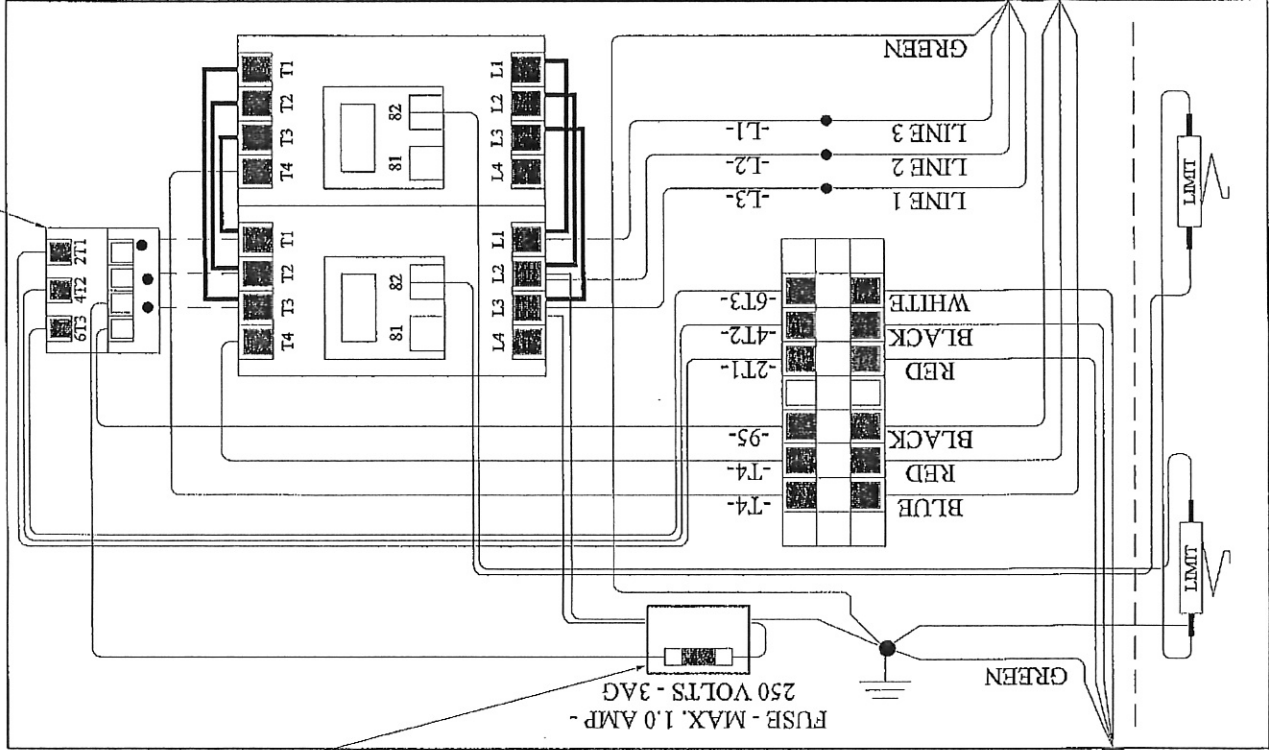 FUSE - MAX. 1.0 AMP -
250 VOLTS - 3AG
GREEN
LIMIT
BLUE
-T4-
RED
-T4-
BLACK
-95-
RED
-2T1-
BLACK
-4T2-
WHITE
-6T3-
LINE 1
-L3-
LINE 2
-L2-
LINE 3
-L1-
GREEN
LIMIT
L1
L2
L3
L4
T1
T2
T3
T4
81
82
L1
L2
L3
L4
T1
T2
T3
T4
81
82
2T1
4T2
6T3